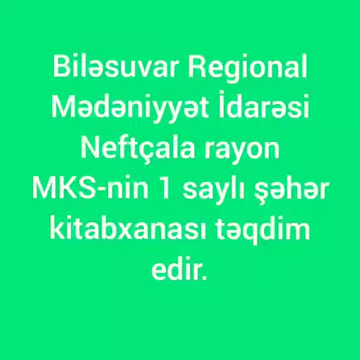 Biləsuvar Regional
Mədəniyyət İdarəsi
Neftçala rayon
MKS-nin 1 saylı şəhər
kitabxanası təqdim
edir.